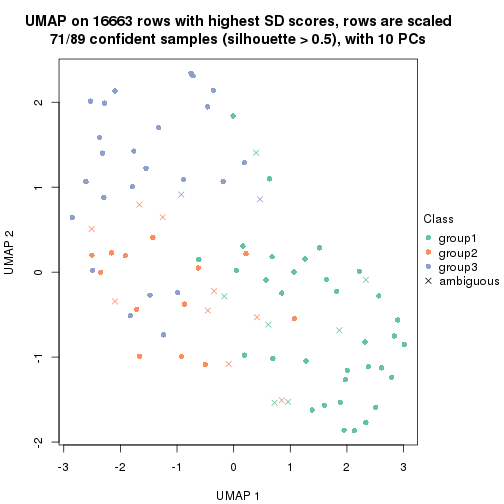 UMAP on 16663 rows with highest SD scores, rows are scaled
71/89 confident samples (silhouette > 0.5), with 10 PCs
2
1
0
-1
-2
UMAP 2
-3
-2
-1
0
1
2
3
UMAP 1
Class
group1
group2
group3
ambiguous